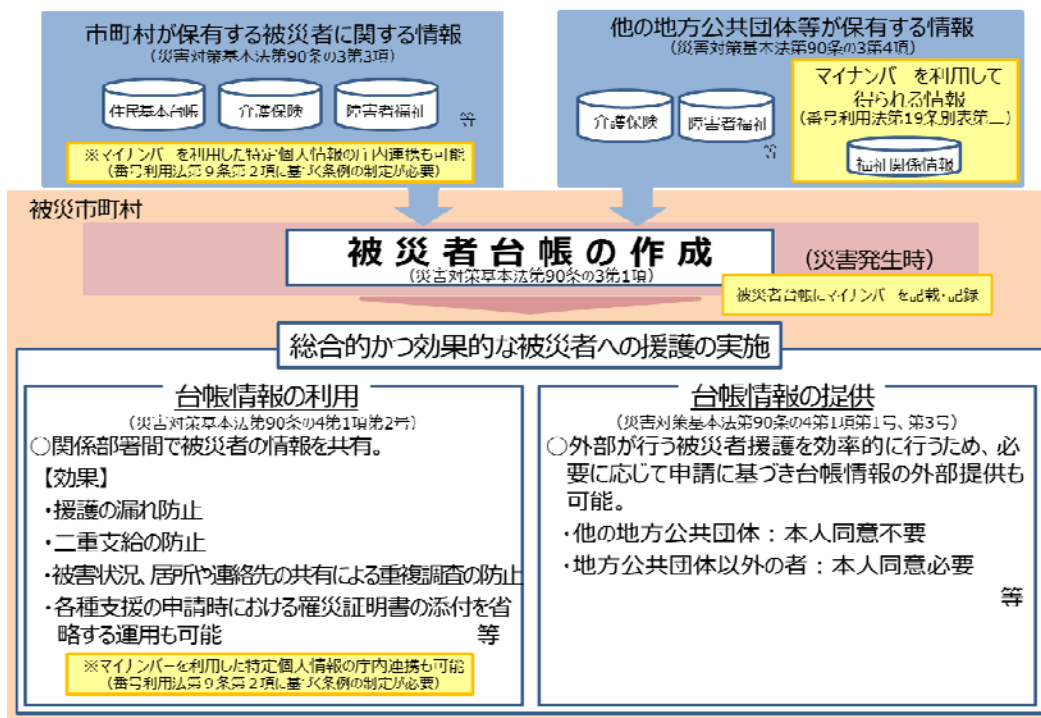 市町村が保有する被災者に関する情報
(災害対策基本法第90条の3第3項)
住民基本台帳
介護保険
障害者福祉
等
※マイナンバーを利用した特定個人情報の庁内連携も可能
(番号利用法第9条第2項に基づく条例の制定が必要)
他の地方公共団体等が保有する情報
(災害対策基本法第90条の3第4項)
介護保険
障害者福祉
等
マイナンバーを利用して
得られる情報
(番号利用法第19条別表第二)
福祉関係情報
被災市町村
被災者台帳の作成
(災害対策基本法第90条の3第1項)
(災害発生時)
被災者台帳にマイナンバーを記載・記録
総合的かつ効果的な被災者への援護の実施
台帳情報の利用
(災害対策基本法第90条の4第1項第2号)
○関係部署間で被災者の情報を共有。
【効果】
・援護の漏れ防止
・二重支給の防止
・被害状況、居所や連絡先の共有による重複調査の防止
・各種支援の申請時における罹災証明書の添付を省
略する運用も可能 等
※マイナンバーを利用した特定個人情報の庁内連携も可能
(番号利用法第9条第2項に基づく条例の制定が必要)
台帳情報の提供
(災害対策基本法第90条の4第1項第1号、第3号)
○外部が行う被災者援護を効率的に行うため、必
要に応じて申請に基づき台帳情報の外部提供も
可能。
・他の地方公共団体：本人同意不要
・地方公共団体以外の者：本人同意必要
等